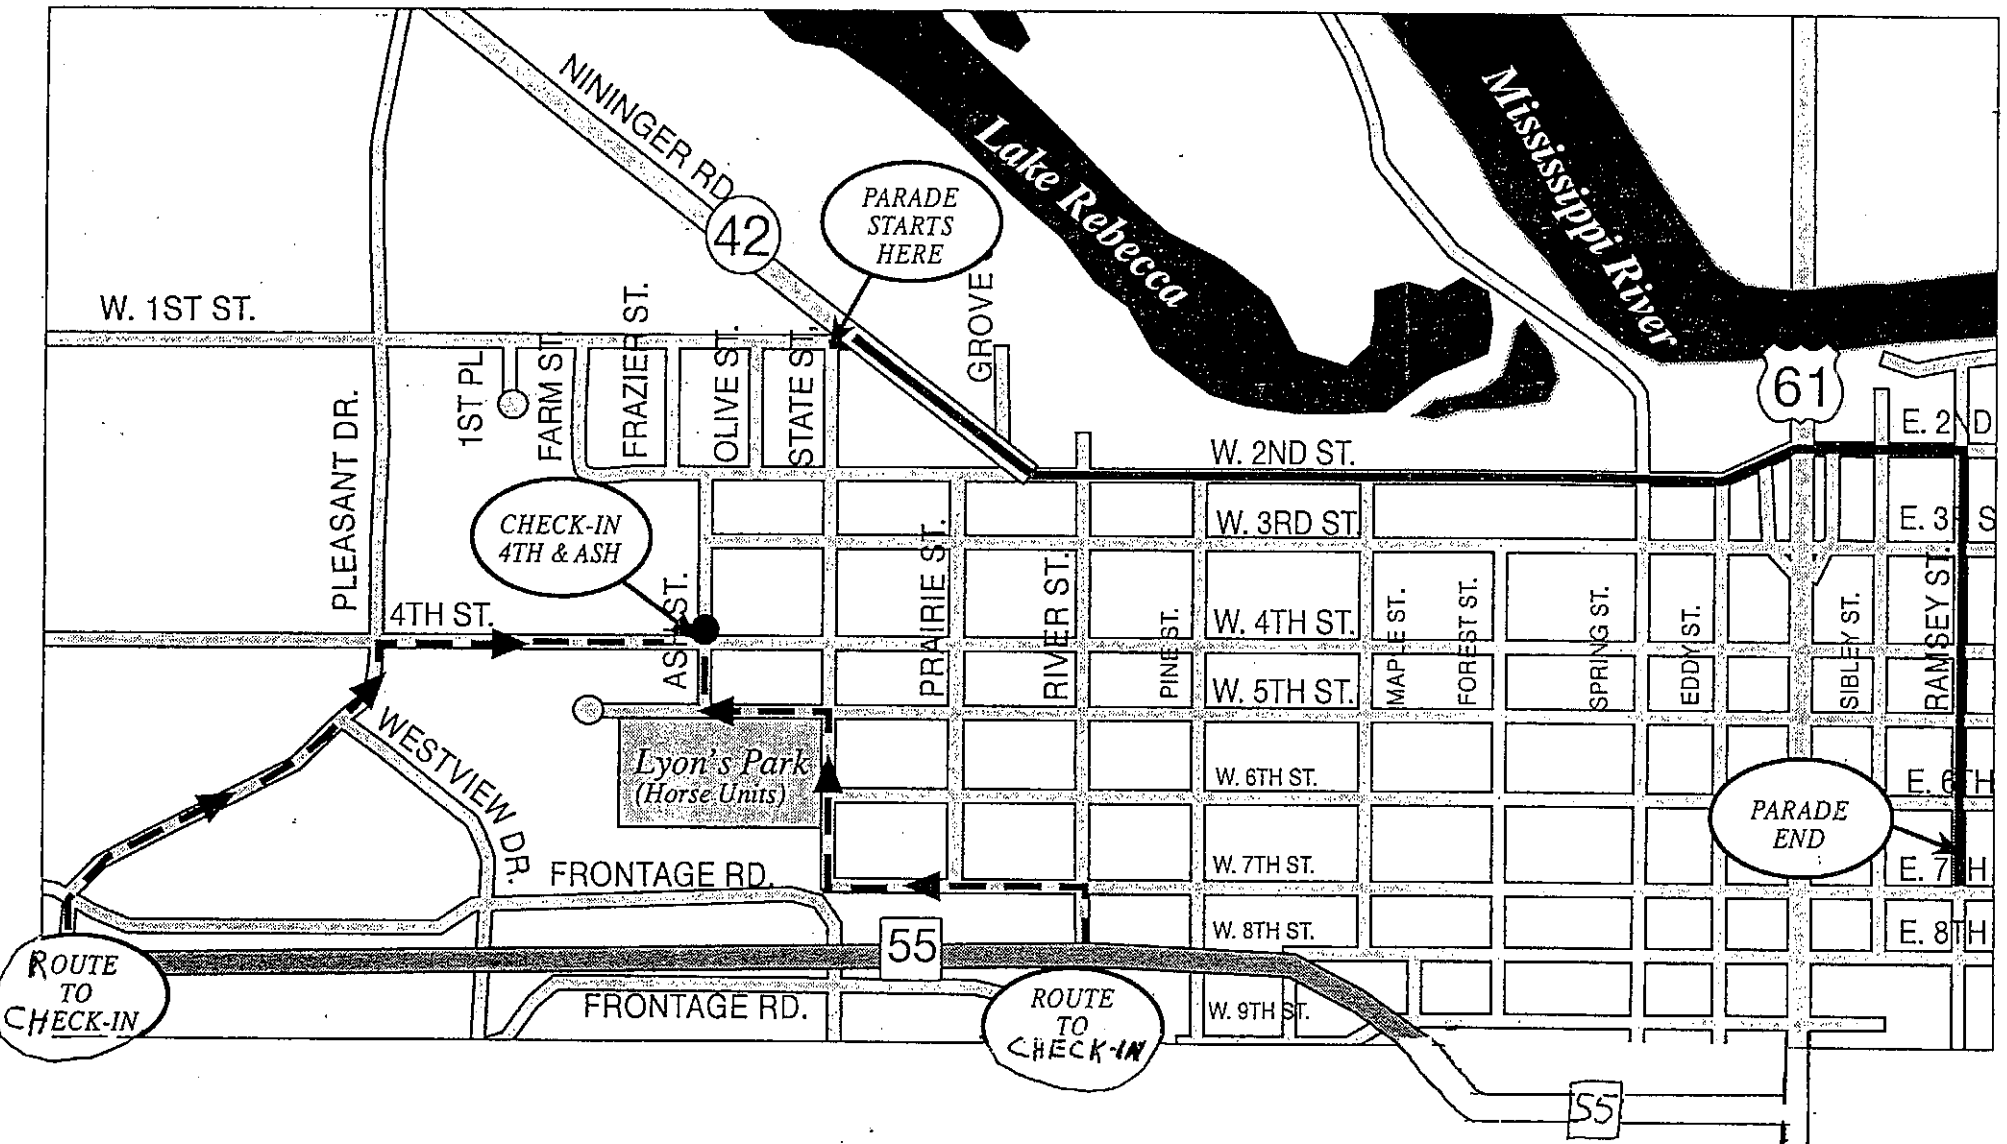 NININGER RD.
42
PARADE
STARTS
HERE
Lake Rebecca
Mississippi River
W. 1ST ST.
PLEASANT DR.
1ST PL
FARM ST.
FRAZIER ST.
OLIVE ST.
STATE ST.
GROVE
61
W. 2ND ST.
E. 2ND
CHECK-IN
4TH & ASH
W. 3RD ST.
E. 3 S
4TH ST.
ASH ST.
PRAIRIE ST.
RIVER ST.
PINE ST.
W. 4TH ST.
MAPLE ST.
FOREST ST.
SPRING ST.
EDDY ST.
SIBLEY ST.
RAMSEY ST.
W. 5TH ST.
WESTVIEW DR.
Lyon's Park
(Horse Units)
W. 6TH ST.
E. 6TH
PARADE
END
FRONTAGE RD.
W. 7TH ST.
E. 7TH
55
W. 8TH ST.
E. 8TH
ROUTE
TO
CHECK-IN
FRONTAGE RD.
ROUTE
TO
CHECK-IN
W. 9TH ST.
55